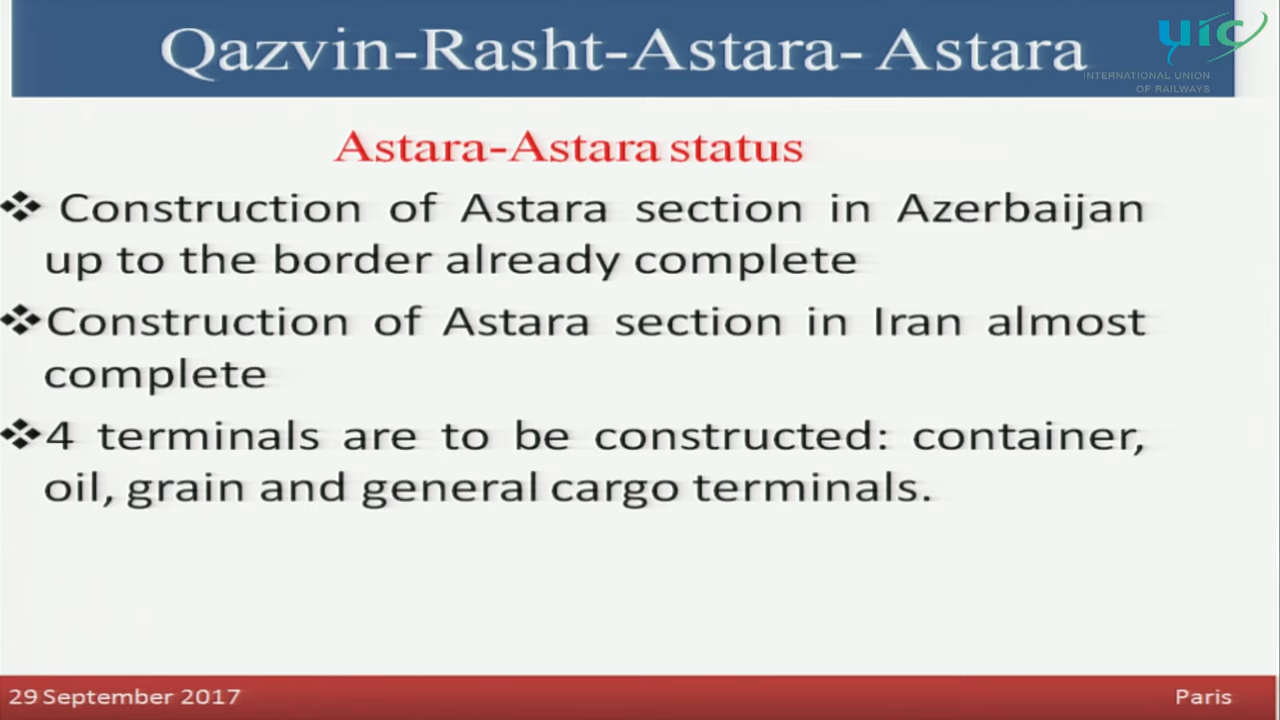 Qazvin-Rasht-Astara- Astara
uic
INTERNATIONAL UNION
OF RAILWAYS
Astara-Astara status
❖ Construction of Astara section in Azerbaijan
up to the border already complete
❖Construction of Astara section in Iran almost
complete
❖4 terminals are to be constructed: container,
oil, grain and general cargo terminals.
29 September 2017
Paris